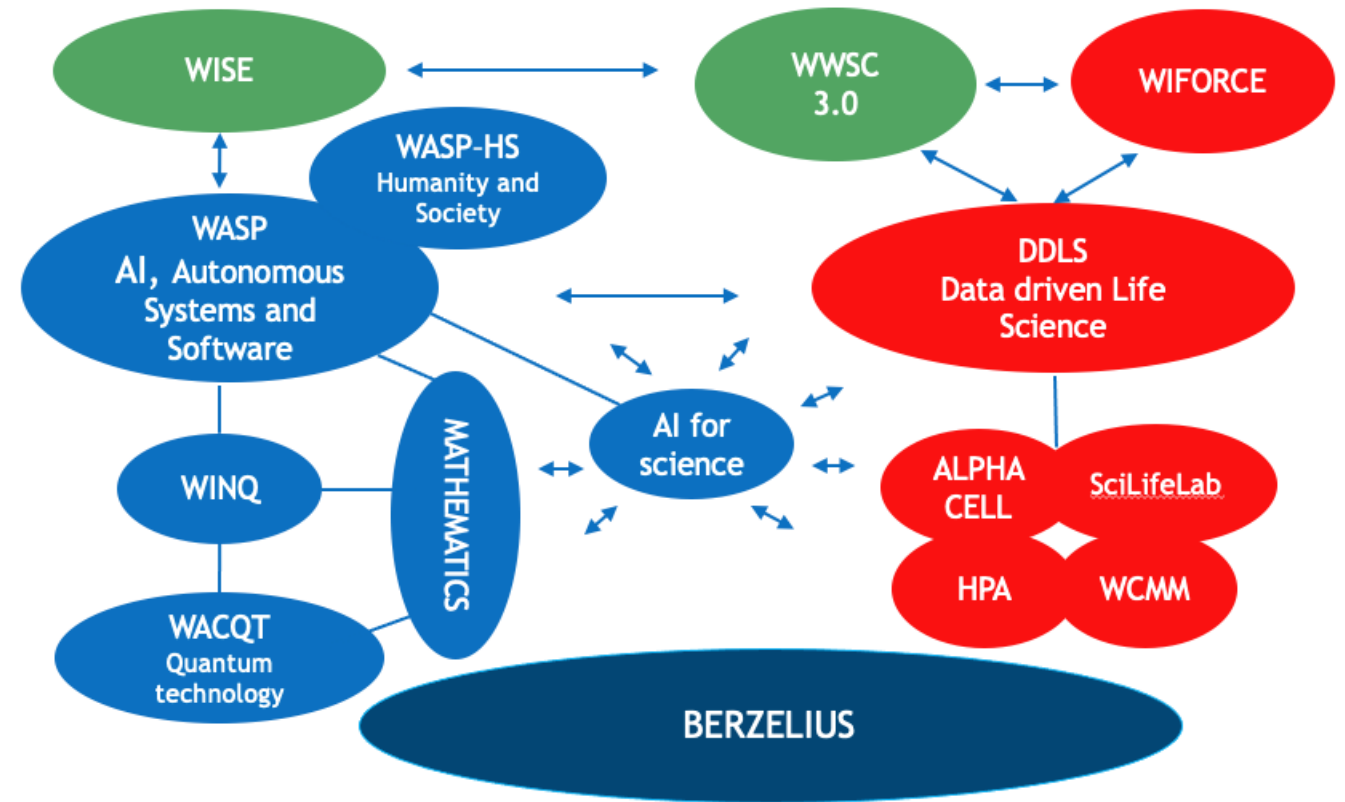 WISE
WWSC
3.0
WIFORCE
WASP-HS
Humanity and
Society
WASP
AI, Autonomous
Systems and
Software
DDLS
Data driven Life
Science
AI for
science
MATHEMATICS
WINQ
ALPHA
CELL
SciLifeLab
HPA
WCMM
WACQT
Quantum
technology
BERZELIUS